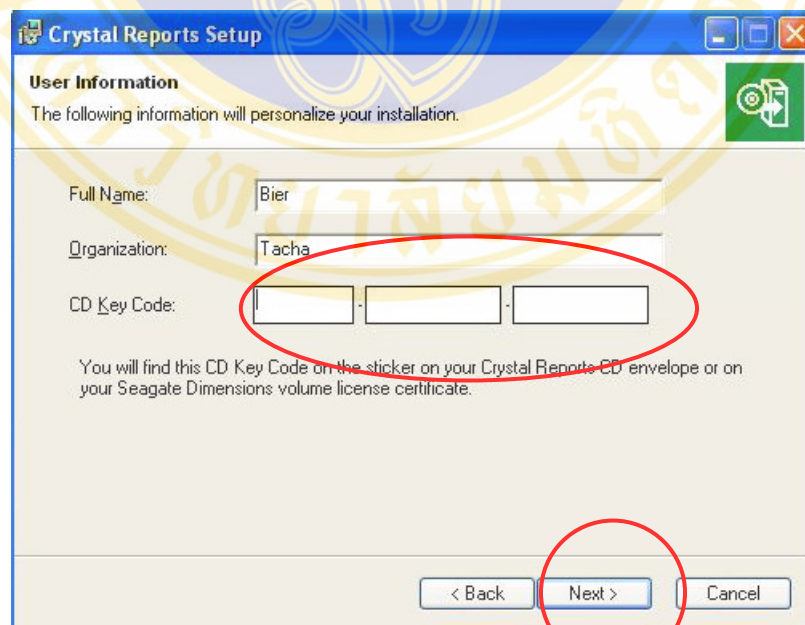 Crystal Reports Setup
User Information
The following information will personalize your installation.
Full Name: Bier
Organization: Tacha
CD Key Code: - -
You will find this CD Key Code on the sticker on your Crystal Reports CD envelope or on
your Seagate Dimensions volume license certificate.
< Back Next > Cancel